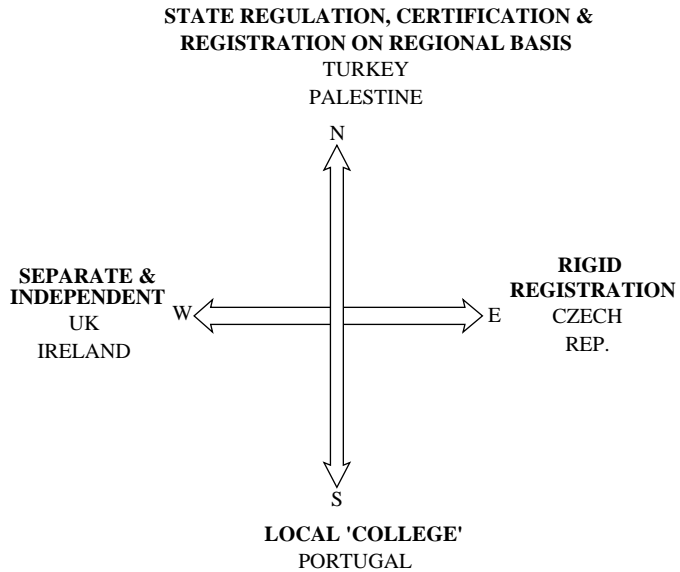 STATE REGULATION, CERTIFICATION &
REGISTRATION ON REGIONAL BASIS
TURKEY
PALESTINE
N
SEPARATE &
INDEPENDENT
UK
IRELAND
W
E
RIGID
REGISTRATION
CZECH
REP.
S
LOCAL 'COLLEGE'
PORTUGAL